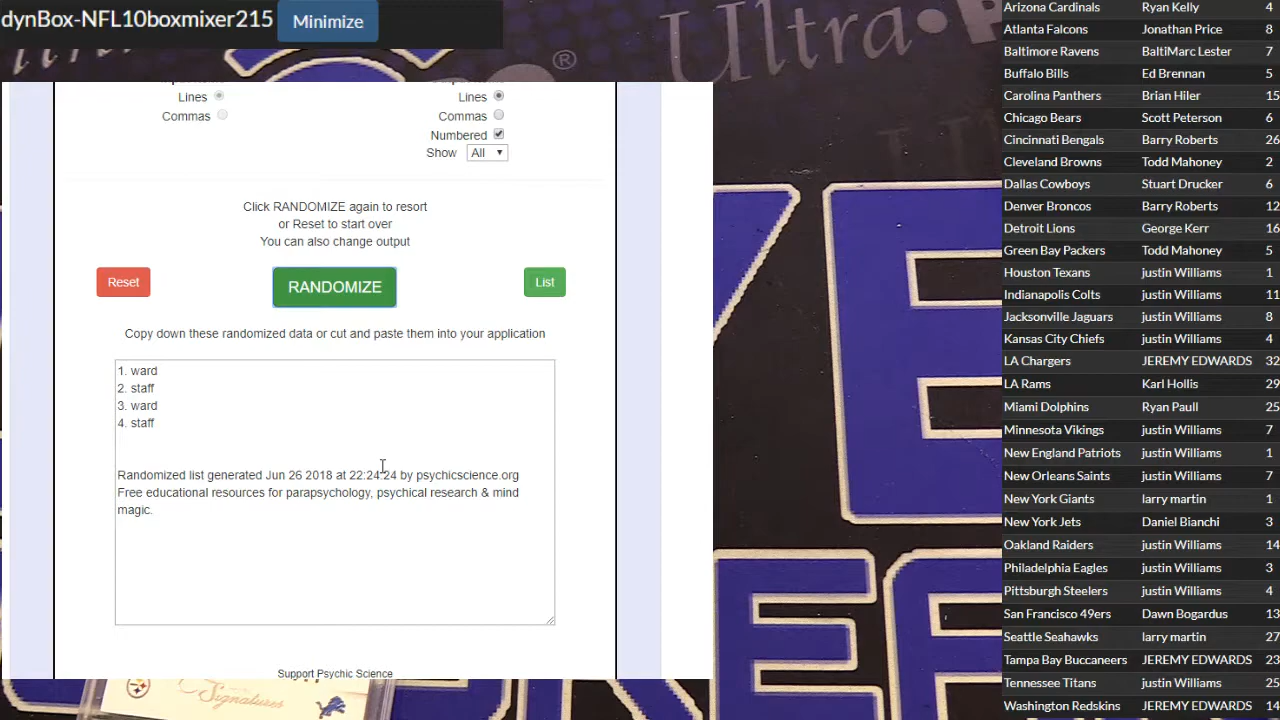 dynBox-NFL10boxmixer215
Minimize
Ultra
®
Lines
Commas
Lines
Commas
Numbered
Show All
Click RANDOMIZE again to resort
or Reset to start over
You can also change output
Reset
RANDOMIZE
List
Copy down these randomized data or cut and paste them into your application
1. ward
2. staff
3. ward
4. staff
Randomized list generated Jun 26 2018 at 22:24:24 by psychicscience.org
Free educational resources for parapsychology, psychical research & mind
magic.
Support Psychic Science
Signatures
Arizona Cardinals Ryan Kelly 4
Atlanta Falcons Jonathan Price 8
Baltimore Ravens BaltiMarc Lester 7
Buffalo Bills Ed Brennan 5
Carolina Panthers Brian Hiler 15
Chicago Bears Scott Peterson 6
Cincinnati Bengals Barry Roberts 26
Cleveland Browns Todd Mahoney 2
Dallas Cowboys Stuart Drucker 6
Denver Broncos Barry Roberts 12
Detroit Lions George Kerr 16
Green Bay Packers Todd Mahoney 5
Houston Texans justin Williams 1
Indianapolis Colts justin Williams 11
Jacksonville Jaguars justin Williams 8
Kansas City Chiefs justin Williams 4
LA Chargers JEREMY EDWARDS 32
LA Rams Karl Hollis 29
Miami Dolphins Ryan Paull 25
Minnesota Vikings justin Williams 7
New England Patriots justin Williams 1
New Orleans Saints justin Williams 7
New York Giants larry martin 1
New York Jets Daniel Bianchi 3
Oakland Raiders justin Williams 14
Philadelphia Eagles justin Williams 3
Pittsburgh Steelers justin Williams 4
San Francisco 49ers Dawn Bogardus 13
Seattle Seahawks larry martin 27
Tampa Bay Buccaneers JEREMY EDWARDS 23
Tennessee Titans justin Williams 25
Washington Redskins JEREMY EDWARDS 14